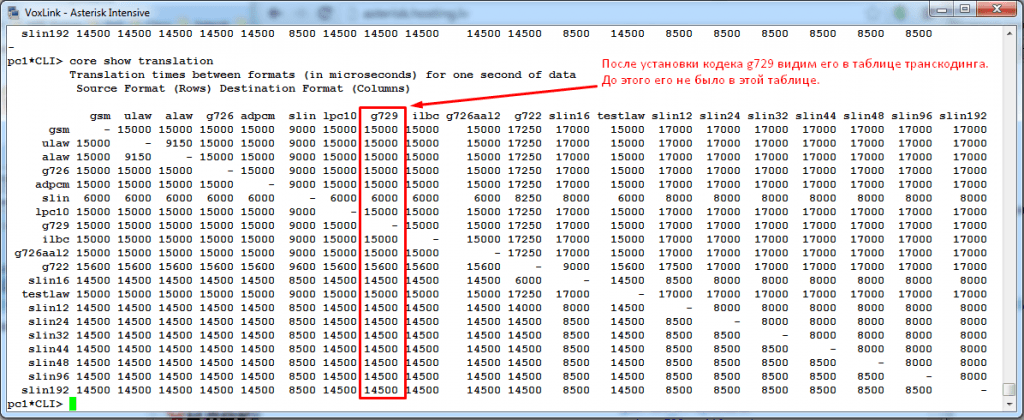 VoxLink - Asterisk Intensive
slin192 14500 14500 14500 14500 14500 8500 14500 14500 14500 14500 14500 8500 14500 8500 8500 8500 8500 8500 8500
-
pc1*CLI> core show translation
Translation times between formats (in microseconds) for one second of data
Source Format (Rows) Destination Format (Columns)
После установки кодека g729 видим его в таблице транскодинга.
До этого его не было в этой таблице.
gsm ulaw alaw g726 adpcm slin lpc10 g729 ilbc g726aal2 g722 slin16 testlaw slin12 slin24 slin32 slin44 slin48 slin96 slin192
gsm - 15000 15000 15000 15000 9000 15000 15000 15000 15000 17250 17000 15000 17000 17000 17000 17000 17000 17000 17000
ulaw 15000 - 9150 15000 15000 9000 15000 15000 15000 15000 17250 17000 15000 17000 17000 17000 17000 17000 17000 17000
alaw 15000 9150 - 15000 15000 9000 15000 15000 15000 15000 17250 17000 15000 17000 17000 17000 17000 17000 17000 17000
g726 15000 15000 15000 - 15000 9000 15000 15000 15000 15000 17250 17000 15000 17000 17000 17000 17000 17000 17000 17000
adpcm 15000 15000 15000 15000 - 9000 15000 15000 15000 15000 17250 17000 15000 17000 17000 17000 17000 17000 17000 17000
slin 6000 6000 6000 6000 6000 - 6000 6000 6000 6000 8250 8000 6000 8000 8000 8000 8000 8000 8000 8000
lpc10 15000 15000 15000 15000 15000 9000 - 15000 15000 15000 17250 17000 15000 17000 17000 17000 17000 17000 17000 17000
g729 15000 15000 15000 15000 15000 9000 15000 - 15000 15000 17250 17000 15000 17000 17000 17000 17000 17000 17000 17000
ilbc 15000 15000 15000 15000 15000 9000 15000 15000 - 15000 17250 17000 15000 17000 17000 17000 17000 17000 17000 17000
g726aal2 15000 15000 15000 15000 15000 9000 15000 15000 15000 - 17250 17000 15000 17000 17000 17000 17000 17000 17000 17000
g722 15600 15600 15600 15600 15600 9600 15600 15600 15600 15600 - 9000 15600 17500 17000 17000 17000 17000 17000 17000
slin16 14500 14500 14500 14500 14500 8500 14500 14500 14500 14500 6000 - 14500 8500 8000 8000 8000 8000 8000 8000
testlaw 15000 15000 15000 15000 15000 9000 15000 15000 15000 15000 17250 17000 - 17000 17000 17000 17000 17000 17000 17000
slin12 14500 14500 14500 14500 14500 8500 14500 14500 14500 14500 14000 8000 14500 - 8000 8000 8000 8000 8000 8000
slin24 14500 14500 14500 14500 14500 8500 14500 14500 14500 14500 14500 8500 14500 8500 - 8000 8000 8000 8000 8000
slin32 14500 14500 14500 14500 14500 8500 14500 14500 14500 14500 14500 8500 14500 8500 8500 - 8000 8000 8000 8000
slin44 14500 14500 14500 14500 14500 8500 14500 14500 14500 14500 14500 8500 14500 8500 8500 8500 - 8000 8000 8000
slin48 14500 14500 14500 14500 14500 8500 14500 14500 14500 14500 14500 8500 14500 8500 8500 8500 8500 - 8000 8000
slin96 14500 14500 14500 14500 14500 8500 14500 14500 14500 14500 14500 8500 14500 8500 8500 8500 8500 8500 - 8000
slin192 14500 14500 14500 14500 14500 8500 14500 14500 14500 14500 14500 8500 14500 8500 8500 8500 8500 8500 8500 -
pc1*CLI>